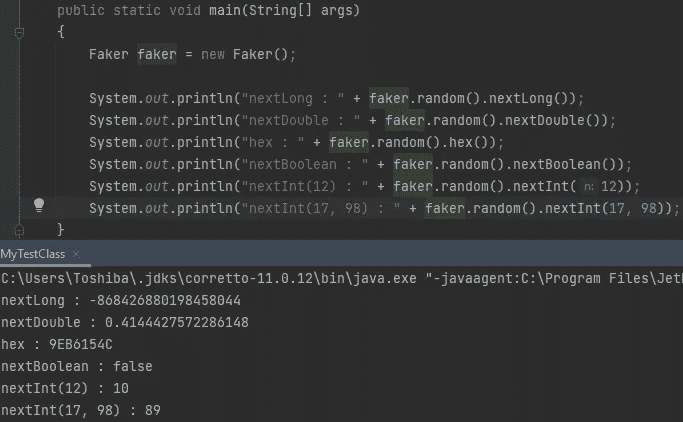 public static void main(String[] args)
{
Faker faker = new Faker();
System.out.println("nextLong : " + faker.random().nextLong());
System.out.println("nextDouble : " + faker.random().nextDouble());
System.out.println("hex : " + faker.random().hex());
System.out.println("nextBoolean : " + faker.random().nextBoolean());
System.out.println("nextInt(12) : " + faker.random().nextInt( n: 12));
System.out.println("nextInt(17, 98) : " + faker.random().nextInt(17, 98));
}
MyTestClass ×
C:\Users\Toshiba\.jdks\corretto-11.0.12\bin\java.exe "-javaagent:C:\Program Files\Jet
nextLong : -868426880198458044
nextDouble : 0.4144427572286148
hex : 9EB6154C
nextBoolean : false
nextInt(12) : 10
nextInt(17, 98) : 89